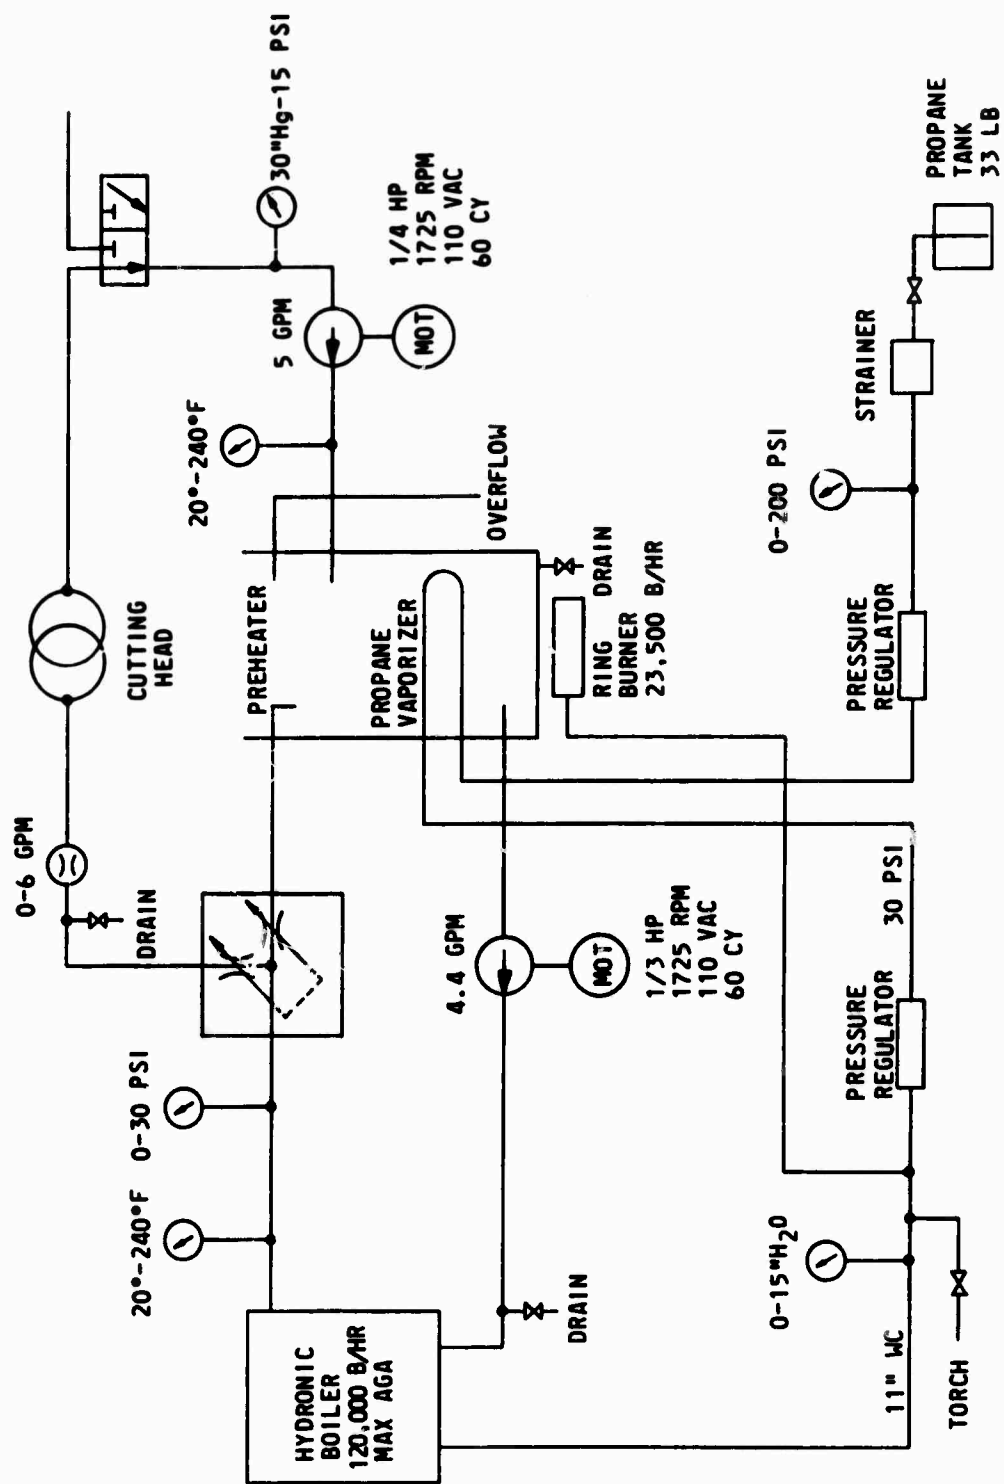 30"Hg-15 PSI
1/4 HP
1725 RPM
110 VAC
60 CY
5 GPM
MOT
PROPANE
TANK
33 LB
STRAINER
20°-240°F
OVERFLOW
0-200 PSI
CUTTING
HEAD
PREHEATER
PROPANE
VAPORIZER
DRAIN
RING
BURNER
23,500 B/HR
PRESSURE
REGULATOR
0-6 GPM
DRAIN
4.4 GPM
MOT
1/3 HP
1725 RPM
110 VAC
60 CY
30 PSI
PRESSURE
REGULATOR
0-30 PSI
20°-240°F
HYDRONIC
BOILER
120,000 B/HR
MAX AGA
DRAIN
0-15"H₂O
11" WC
TORCH